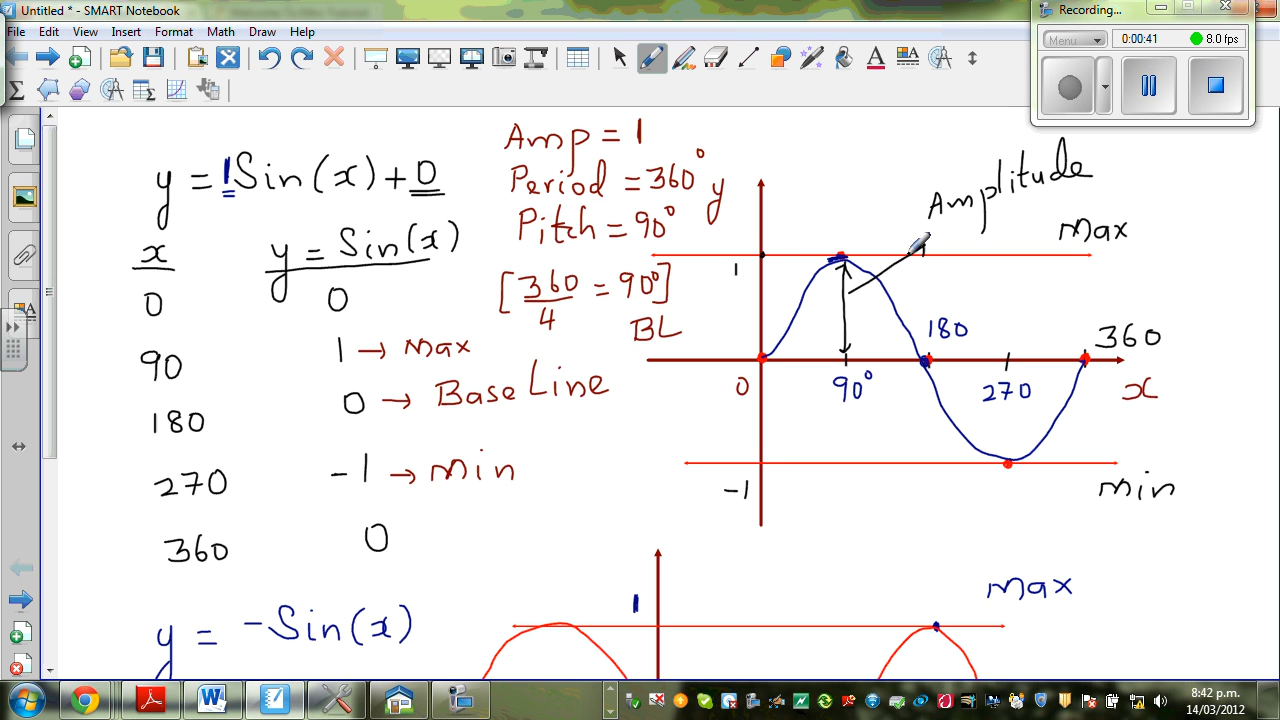 Untitled * - SMART Notebook
File Edit View Insert Format Math Draw Help
Recording...
Menu 0:00:41 8.0 fps
y = 1Sin(x)+0
x y = Sin(x)
0 0
90 1 → Max
180 0 → Base Line
270 -1 → Min
360 0
Amp = 1
Period = 360°
Pitch = 90°
[360/4 = 90°]
BL
y
Amplitude
Max
1
180
360
0
90°
270
x
-1
Min
y = -Sin(x)
1
Max
8:42 p.m.
14/03/2012